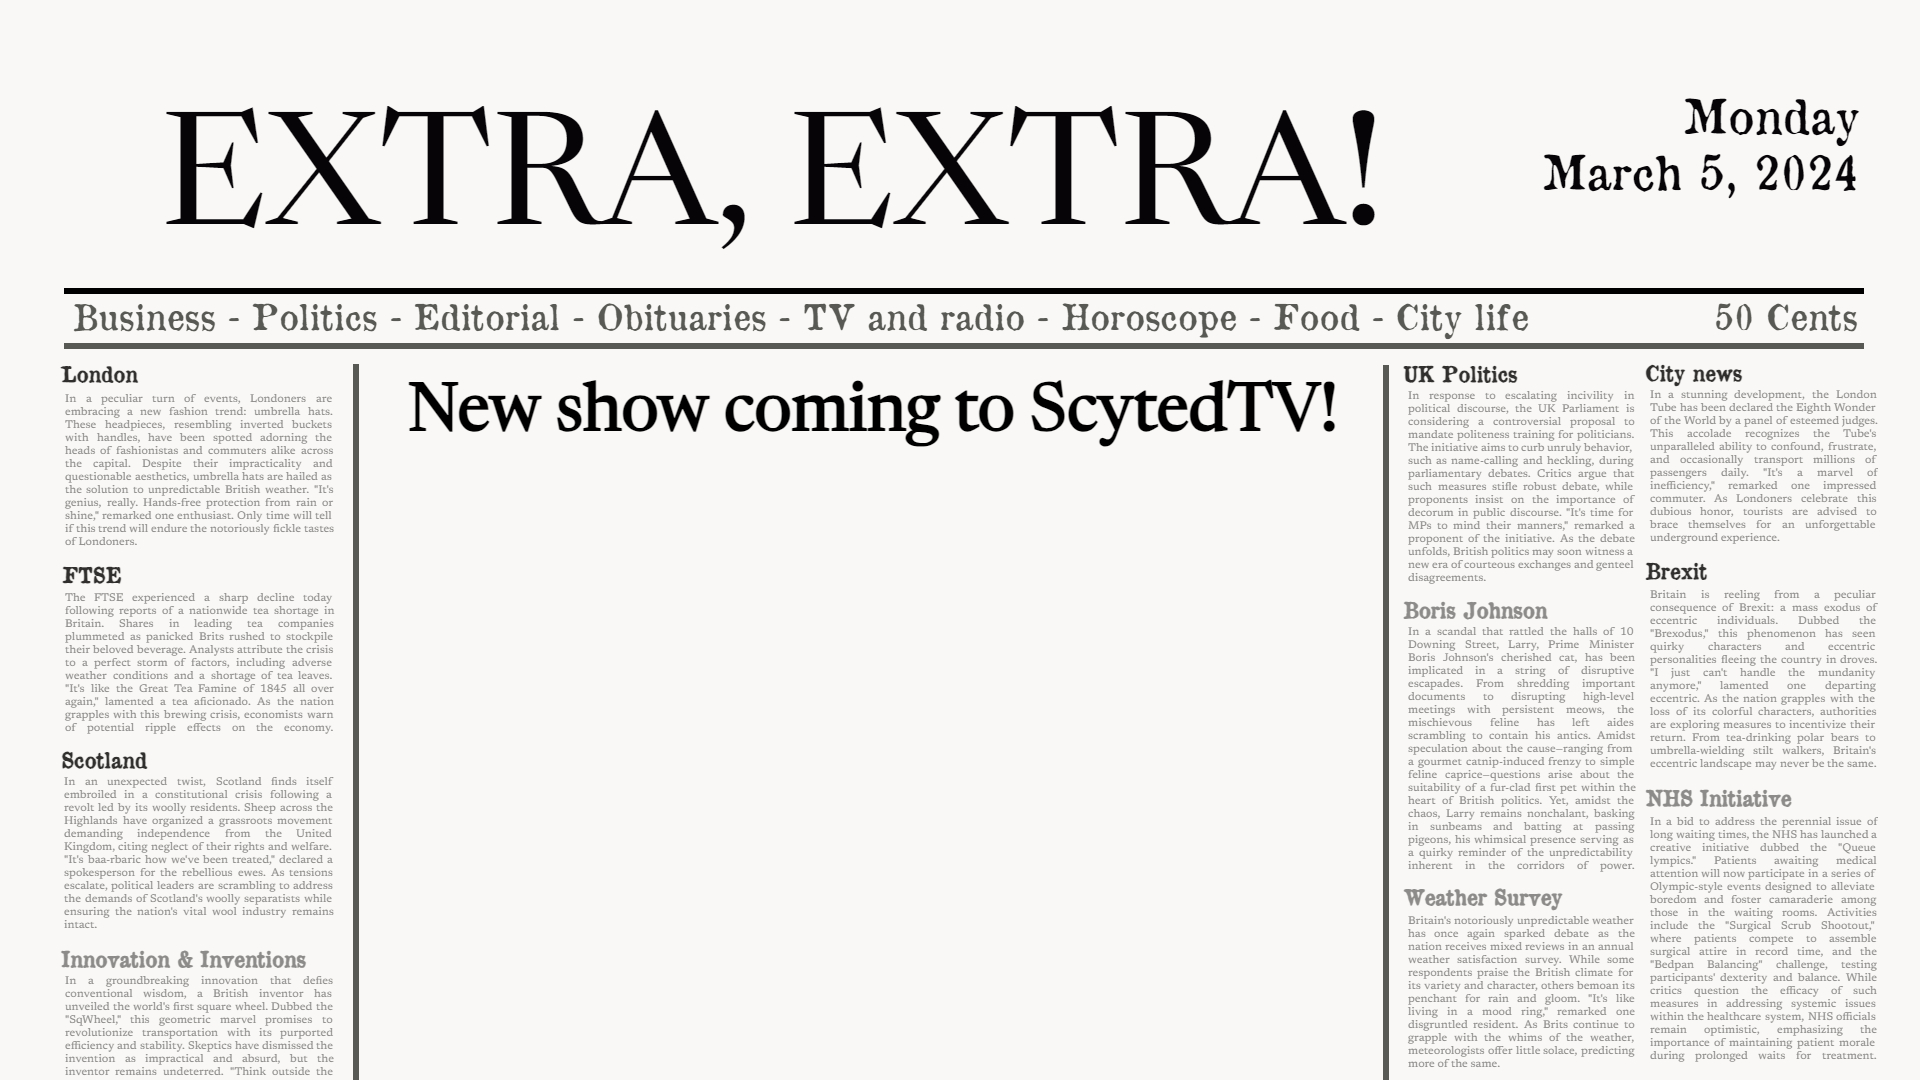 EXTRA, EXTRA!
Monday
March 5, 2024
Business - Politics - Editorial - Obituaries - TV and radio - Horoscope - Food - City life
50 Cents
London
In a peculiar turn of events, Londoners are
embracing a new fashion trend: umbrella hats.
These headpieces, resembling inverted buckets
with handles, have been spotted adorning the
heads of fashionistas and commuters alike across
the capital. Despite their impracticality and
questionable aesthetics, umbrella hats are hailed as
the solution to unpredictable British weather. "It's
genius, really. Hands-free protection from rain or
shine," remarked one enthusiast. Only time will tell
if this trend will endure the notoriously fickle tastes
of Londoners.
FTSE
The FTSE experienced a sharp decline today
following reports of a nationwide tea shortage in
Britain. Shares in leading tea companies
plummeted as panicked Brits rushed to stockpile
their beloved beverage. Analysts attribute the crisis
to a perfect storm of factors, including adverse
weather conditions and a shortage of tea leaves.
"It's like the Great Tea Famine of 1845 all over
again," lamented a tea aficionado. As the nation
grapples with this brewing crisis, economists warn
of potential ripple effects on the economy.
Scotland
In an unexpected twist, Scotland finds itself
embroiled in a constitutional crisis following a
revolt led by its woolly residents. Sheep across the
Highlands have organized a grassroots movement
demanding independence from the United
Kingdom, citing neglect of their rights and welfare.
"It's baa-rbaric how we've been treated," declared a
spokesperson for the rebellious ewes. As tensions
escalate, political leaders are scrambling to address
the demands of Scotland's woolly separatists while
ensuring the nation's vital wool industry remains
intact.
Innovation & Inventions
In a groundbreaking innovation that defies
conventional wisdom, a British inventor has
unveiled the world's first square wheel. Dubbed the
"SqWheel," this geometric marvel promises to
revolutionize transportation with its purported
efficiency and stability. Skeptics have dismissed the
invention as impractical and absurd, but the
inventor remains undeterred. "Think outside the
New show coming to ScytedTV!
UK Politics
In response to escalating incivility in
political discourse, the UK Parliament is
considering a controversial proposal to
mandate politeness training for politicians.
The initiative aims to curb unruly behavior,
such as name-calling and heckling, during
parliamentary debates. Critics argue that
such measures stifle robust debate, while
proponents insist on the importance of
decorum in public discourse. "It's time for
MPs to mind their manners," remarked a
proponent of the initiative. As the debate
unfolds, British politics may soon witness a
new era of courteous exchanges and genteel
disagreements.
Boris Johnson
In a scandal that rattled the halls of 10
Downing Street, Larry, Prime Minister
Boris Johnson's cherished cat, has been
implicated in a string of disruptive
escapades. From shredding important
documents to disrupting high-level
meetings with persistent meows, the
mischievous feline has left aides
scrambling to contain his antics. Amidst
speculation about the cause—ranging from
a gourmet catnip-induced frenzy to simple
feline caprice—questions arise about the
suitability of a fur-clad first pet within the
heart of British politics. Yet, amidst the
chaos, Larry remains nonchalant, basking
in sunbeams and batting at passing
pigeons, his whimsical presence serving as
a quirky reminder of the unpredictability
inherent in the corridors of power.
Weather Survey
Britain's notoriously unpredictable weather
has once again sparked debate as the
nation receives mixed reviews in an annual
weather satisfaction survey. While some
respondents praise the British climate for
its variety and character, others bemoan its
penchant for rain and gloom. "It's like
living in a mood ring," remarked one
disgruntled resident. As Brits continue to
grapple with the whims of the weather,
meteorologists offer little solace, predicting
more of the same.
City news
In a stunning development, the London
Tube has been declared the Eighth Wonder
of the World by a panel of esteemed judges.
This accolade recognizes the Tube's
unparalleled ability to confound, frustrate,
and occasionally transport millions of
passengers daily. "It's a marvel of
inefficiency," remarked one impressed
commuter. As Londoners celebrate this
dubious honor, tourists are advised to
brace themselves for an unforgettable
underground experience.
Brexit
Britain is reeling from a peculiar
consequence of Brexit: a mass exodus of
eccentric individuals. Dubbed the
"Brexodus," this phenomenon has seen
quirky characters and eccentric
personalities fleeing the country in droves.
"I just can't handle the mundanity
anymore," lamented one departing
eccentric. As the nation grapples with the
loss of its colorful characters, authorities
are exploring measures to incentivize their
return. From tea-drinking polar bears to
umbrella-wielding stilt walkers, Britain's
eccentric landscape may never be the same.
NHS Initiative
In a bid to address the perennial issue of
long waiting times, the NHS has launched a
creative initiative dubbed the "Queue
lympics." Patients awaiting medical
attention will now participate in a series of
Olympic-style events designed to alleviate
boredom and foster camaraderie among
those in the waiting rooms. Activities
include the "Surgical Scrub Shootout,"
where patients compete to assemble
surgical attire in record time, and the
"Bedpan Balancing" challenge, testing
participants' dexterity and balance. While
critics question the efficacy of such
measures in addressing systemic issues
within the healthcare system, NHS officials
remain optimistic, emphasizing the
importance of maintaining patient morale
during prolonged waits for treatment.